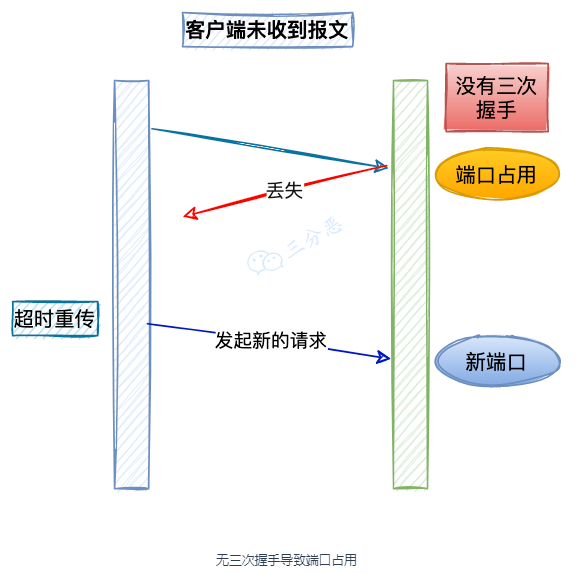 客户端未收到报文
没有三次
握手
端口占用
丢失
三分恶
超时重传
发起新的请求
新端口
无三次握手导致端口占用